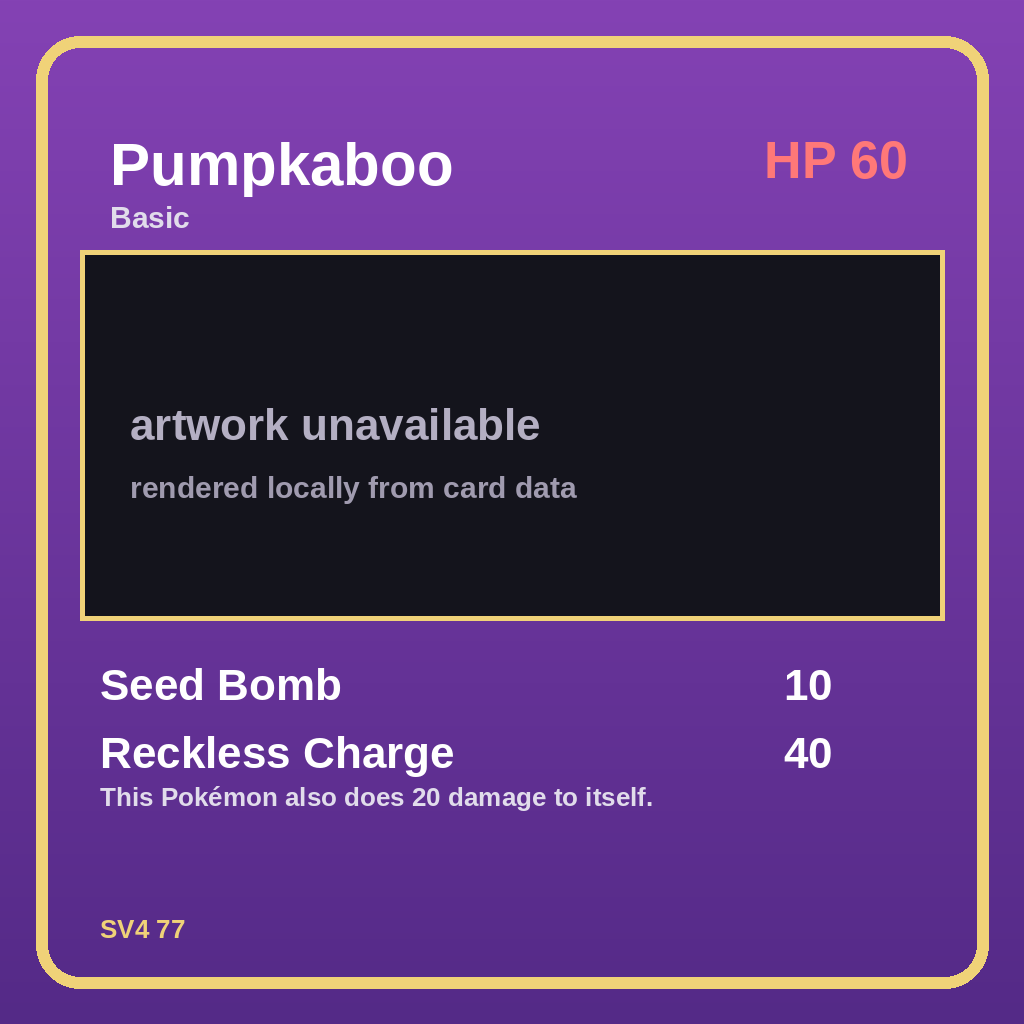 Pumpkaboo
HP 60
Basic
artwork unavailable
rendered locally from card data
Seed Bomb 10
Reckless Charge 40
This Pokémon also does 20 damage to itself.
SV4 77